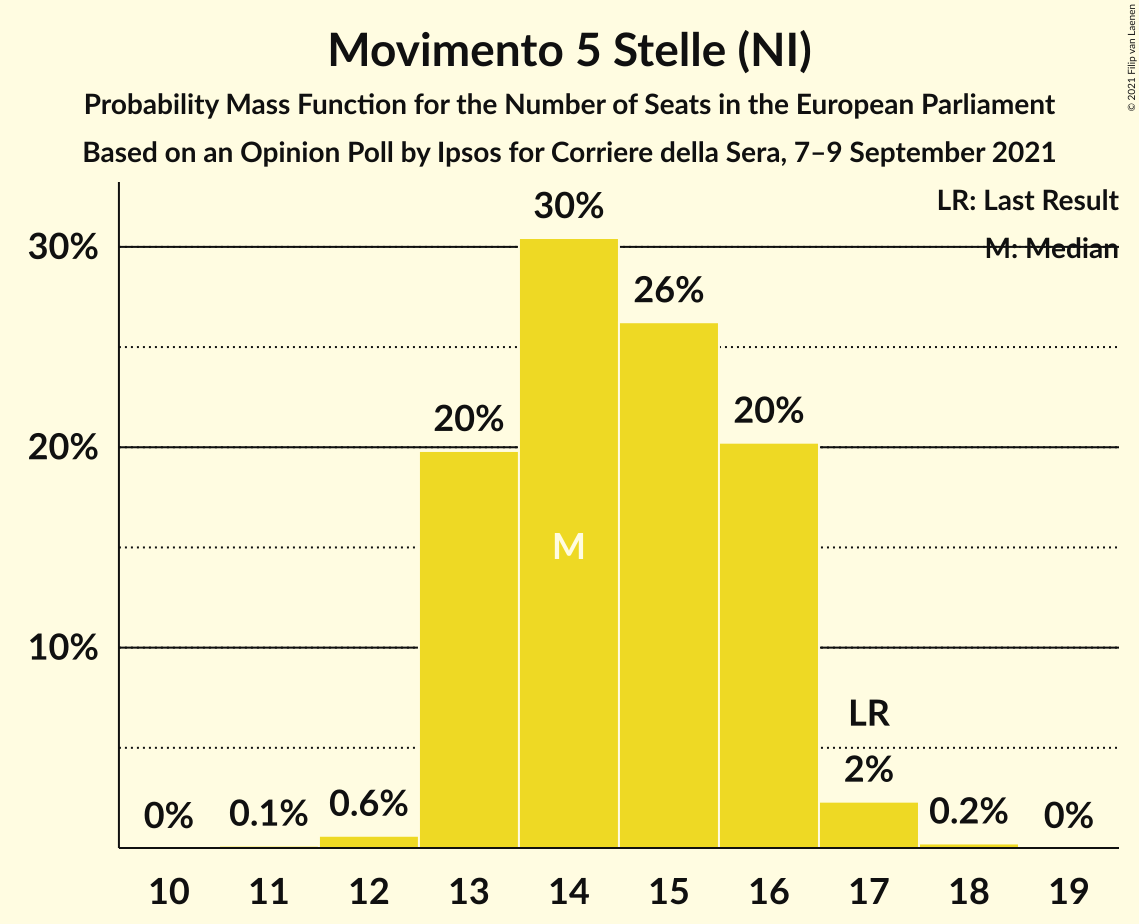 Movimento 5 Stelle (NI)
Probability Mass Function for the Number of Seats in the European Parliament
Based on an Opinion Poll by Ipsos for Corriere della Sera, 7–9 September 2021
© 2021 Filip van Laenen
LR: Last Result
M: Median
30%
20%
10%
0%
0.1%
0.6%
20%
30%
M
26%
20%
LR
2%
0.2%
0%
10 11 12 13 14 15 16 17 18 19